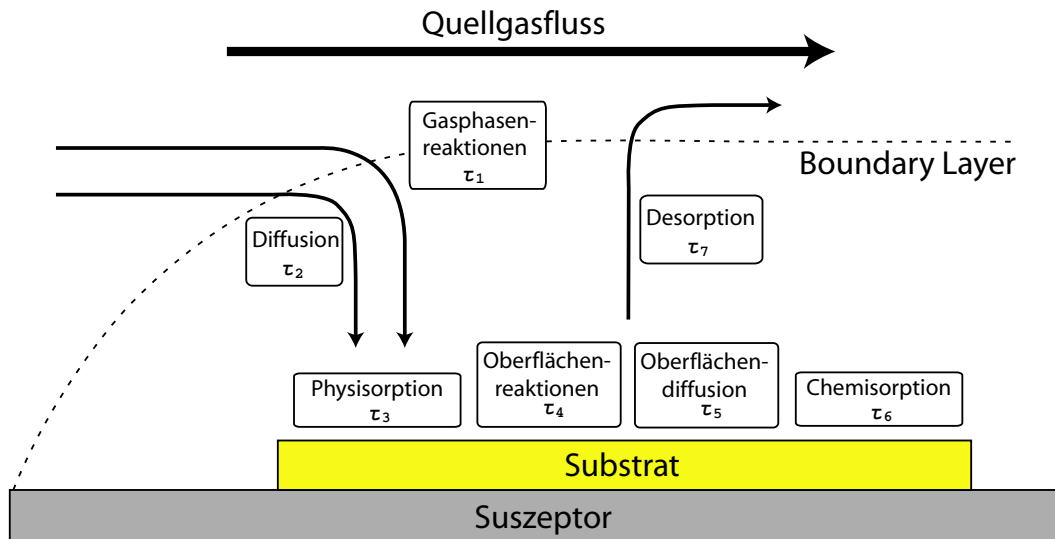 Quellgasfluss
Gasphasen-
reaktionen
τ₁
Boundary Layer
Diffusion
τ₂
Desorption
τ₇
Physisorption
τ₃
Oberflächen-
reaktionen
τ₄
Oberflächen-
diffusion
τ₅
Chemisorption
τ₆
Substrat
Suszeptor